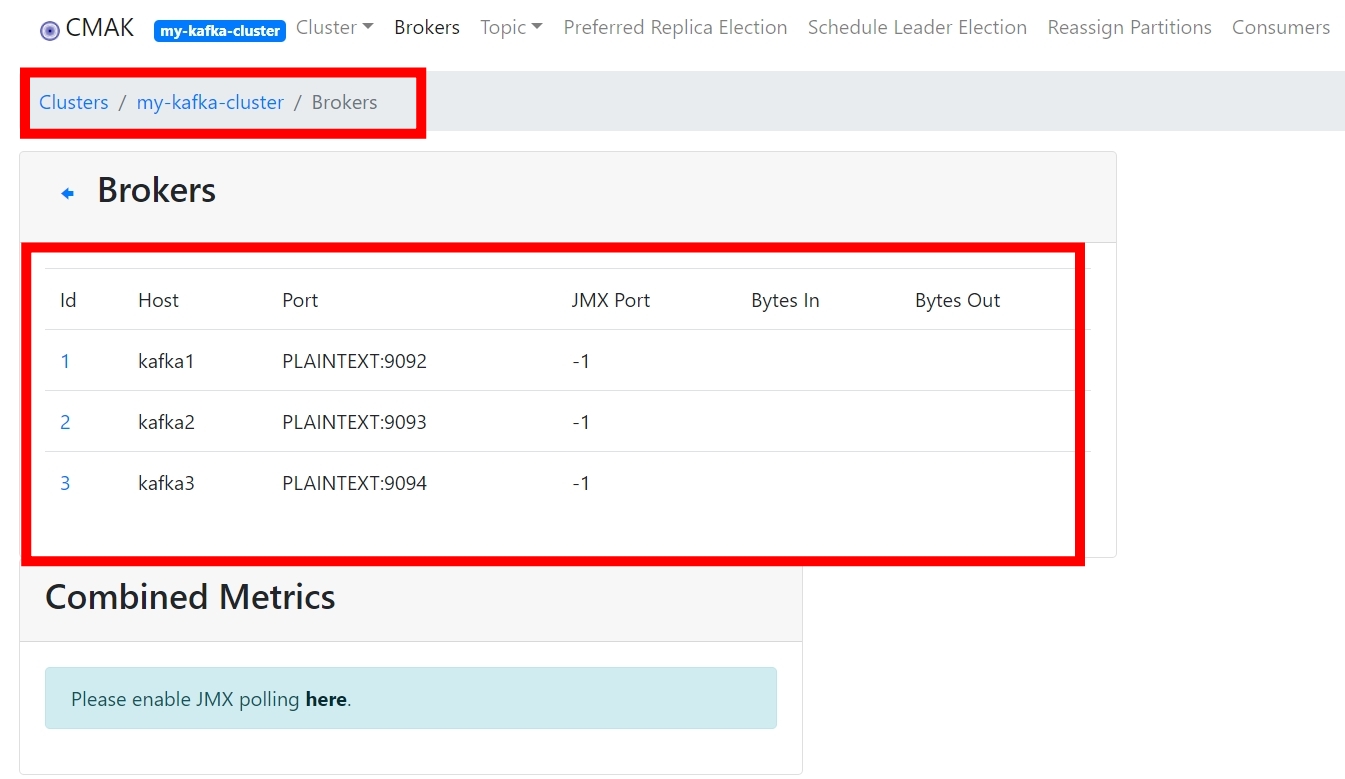 CMAK my-kafka-cluster Cluster Brokers Topic Preferred Replica Election Schedule Leader Election Reassign Partitions Consumers
Clusters / my-kafka-cluster / Brokers
Brokers
Id Host Port JMX Port Bytes In Bytes Out
1 kafka1 PLAINTEXT:9092 -1
2 kafka2 PLAINTEXT:9093 -1
3 kafka3 PLAINTEXT:9094 -1
Combined Metrics
Please enable JMX polling here.